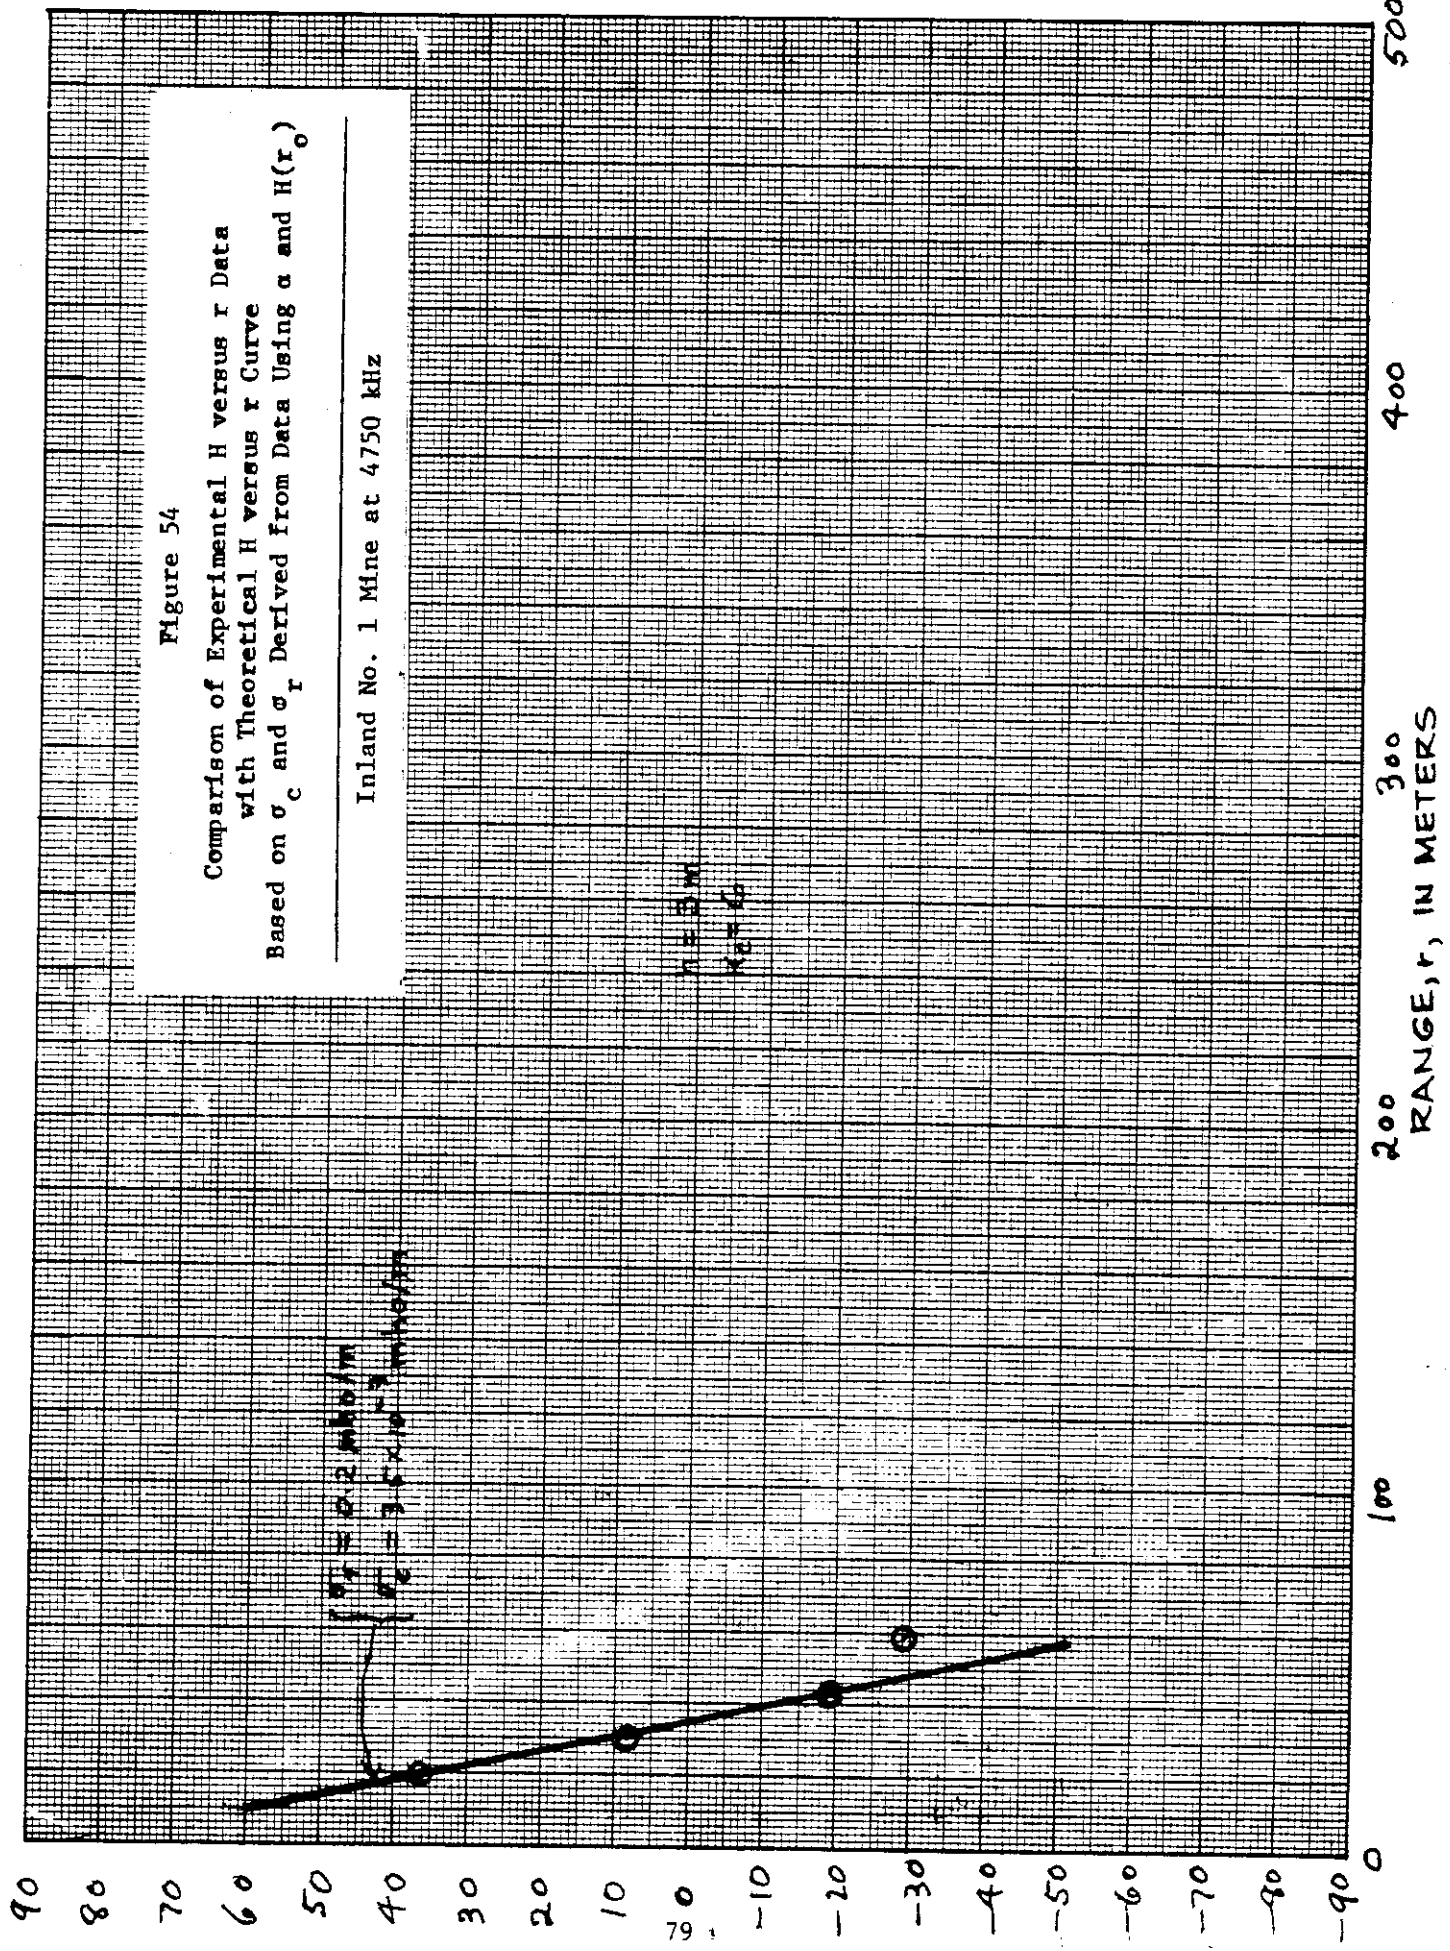 Figure 54
Comparison of Experimental H versus r Data
with Theoretical H versus r Curve
Based on σc and σr Derived from Data Using α and H(ro)
Inland No. 1 Mine at 4750 kHz
σr = 0.2 mho/m
h = 3 m
Kc = 6
90
80
70
60
50
40
30
20
10
0
-10
-20
-30
-40
-50
-60
-70
-80
-90
0
100
200
300
400
500
RANGE, r, IN METERS
79